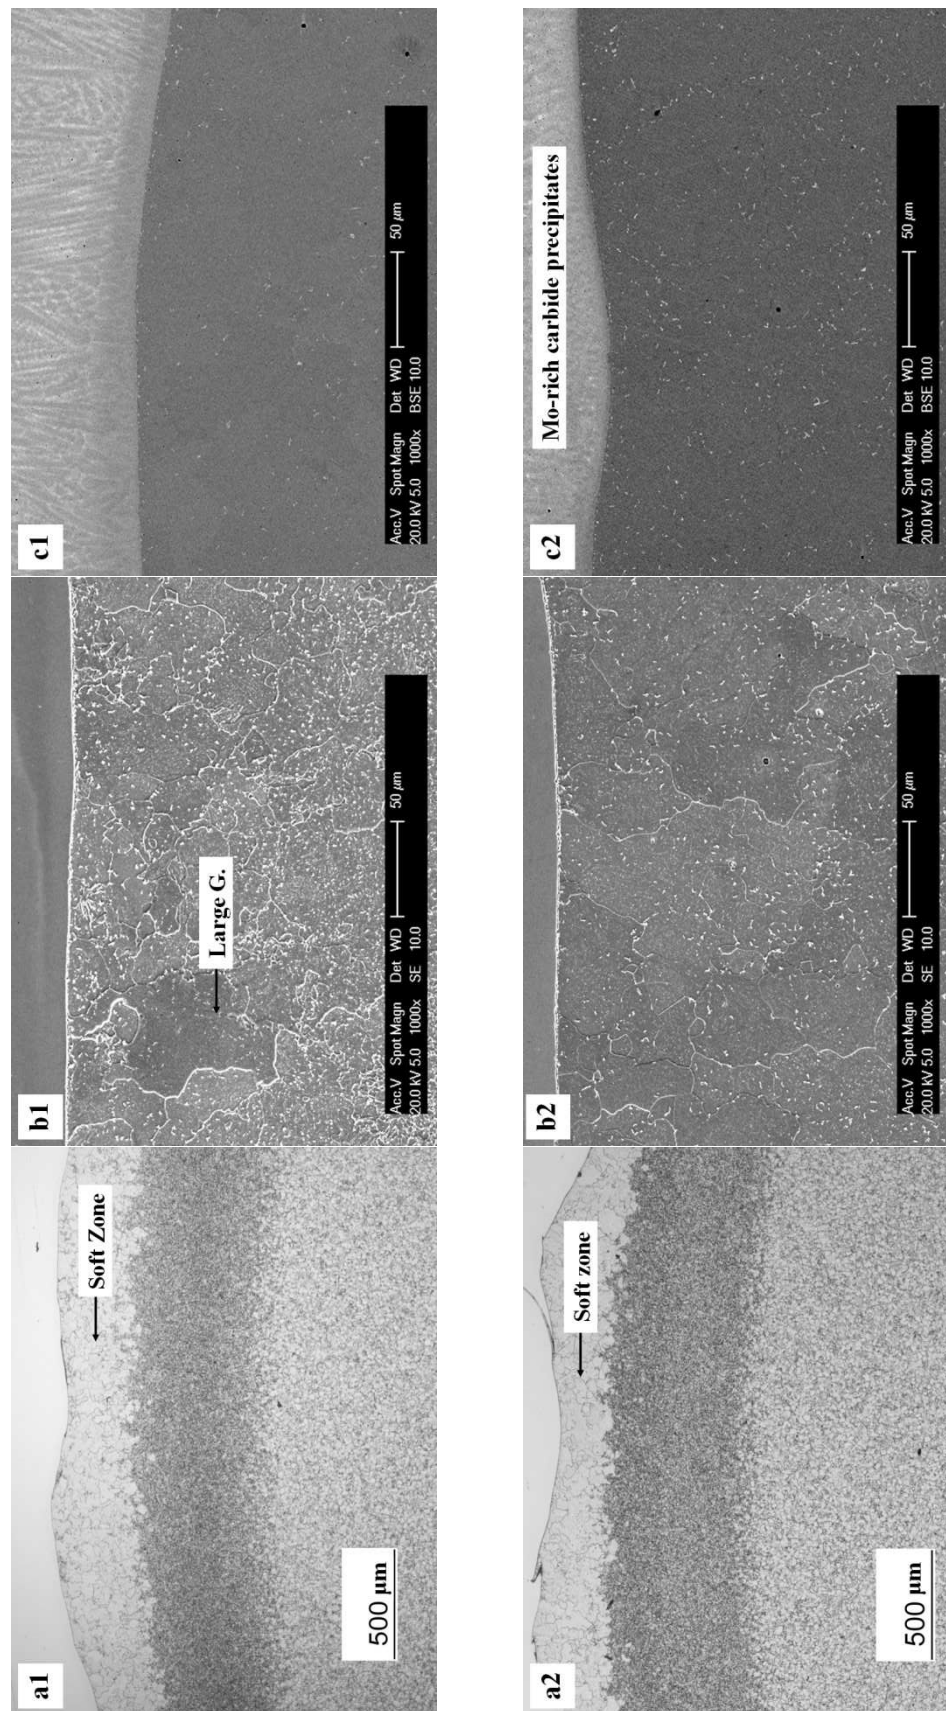 a1
Soft Zone
500 µm
b1
Large G.
Acc.V Spot Magn Det WD
20.0 kV 5.0 1000x SE 10.0
50 µm
c1
Acc.V Spot Magn Det WD
20.0 kV 5.0 1000x BSE 10.0
50 µm
a2
Soft zone
500 µm
b2
Acc.V Spot Magn Det WD
20.0 kV 5.0 1000x SE 10.0
50 µm
c2
Mo-rich carbide precipitates
Acc.V Spot Magn Det WD
20.0 kV 5.0 1000x BSE 10.0
50 µm